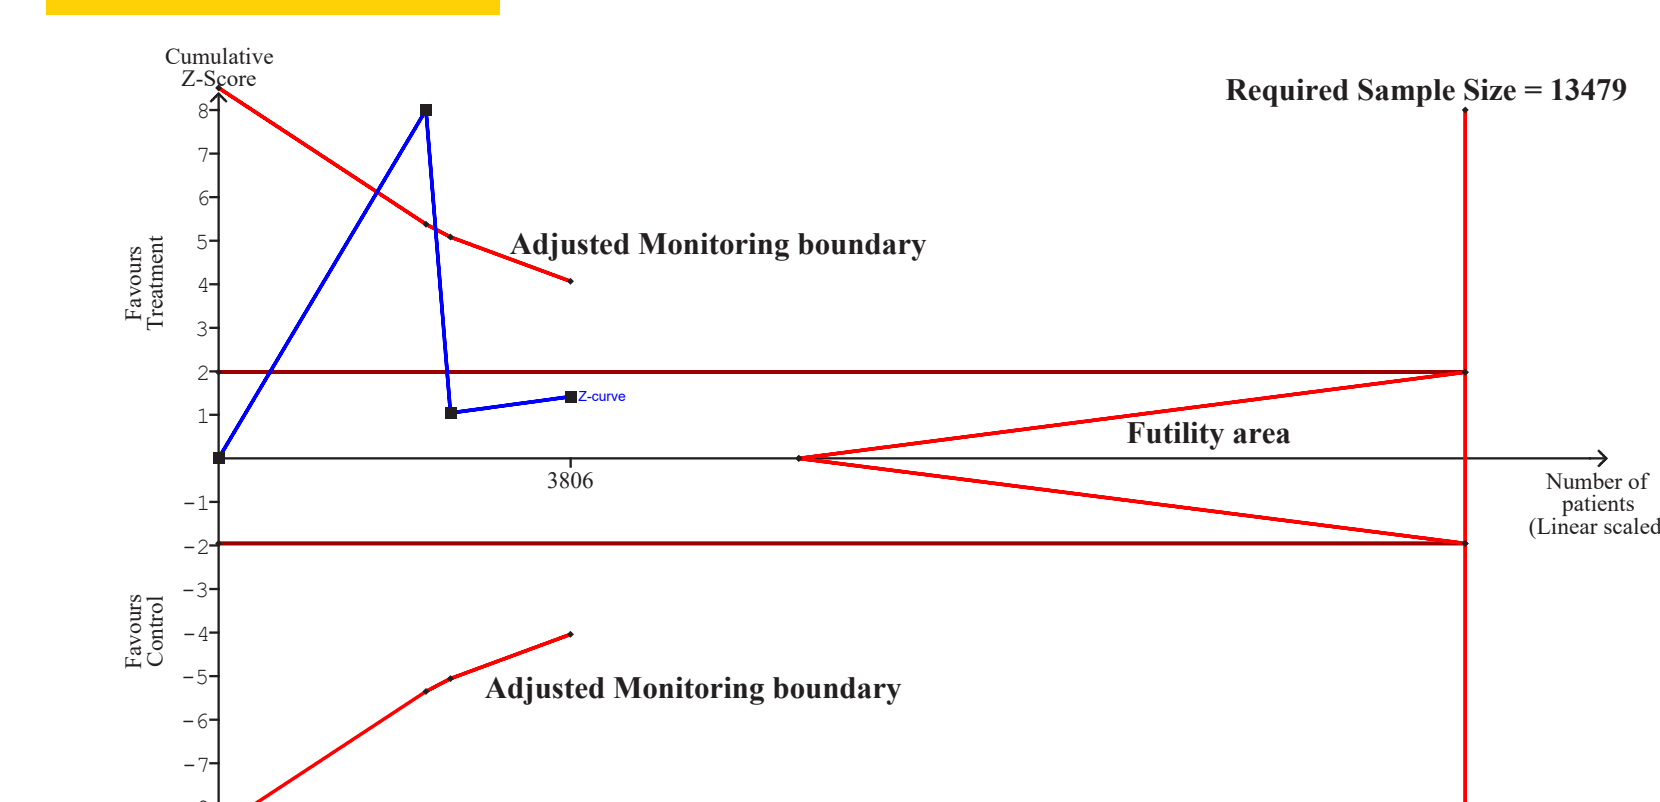 Cumulative
Z-Score
Required Sample Size = 13479
8
7
6
5
4
3
2
1
Favours
Treatment
Adjusted Monitoring boundary
Z-curve
Futility area
3806
Number of
patients
(Linear scaled
-1
-2
-3
-4
-5
-6
-7
Favours
Control
Adjusted Monitoring boundary